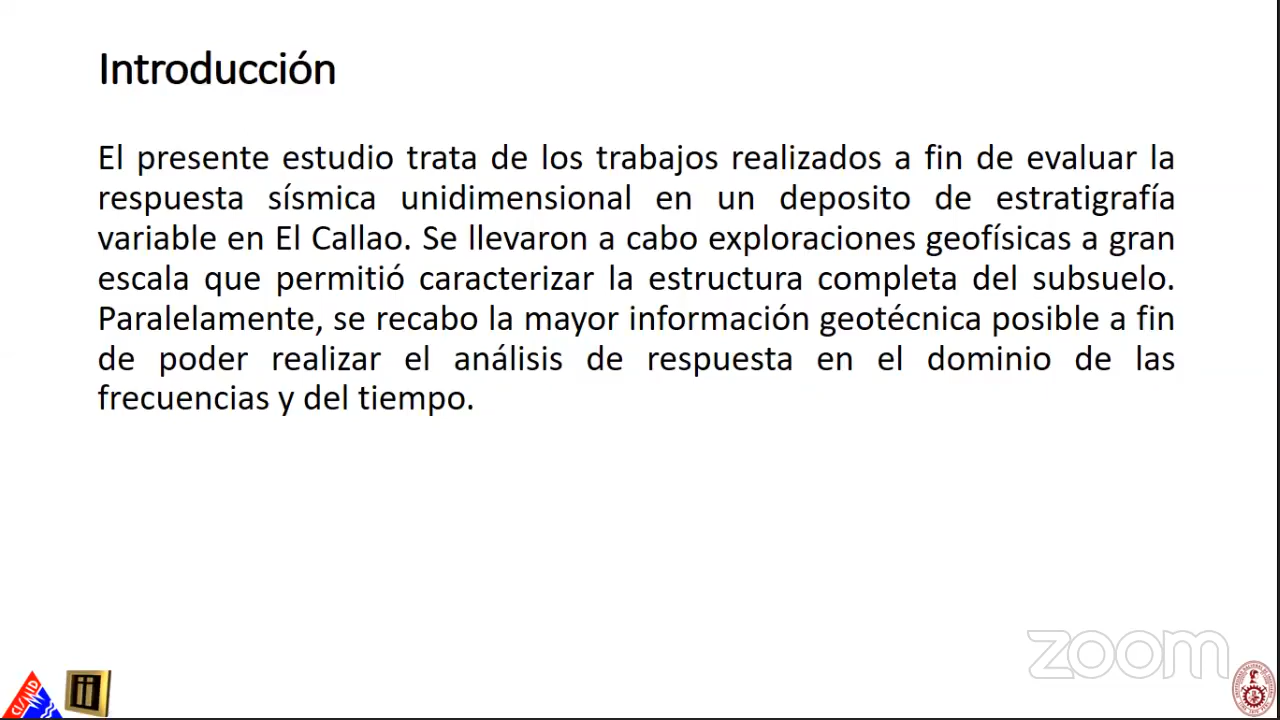 Introducción
El presente estudio trata de los trabajos realizados a fin de evaluar la
respuesta sísmica unidimensional en un deposito de estratigrafía
variable en El Callao. Se llevaron a cabo exploraciones geofísicas a gran
escala que permitió caracterizar la estructura completa del subsuelo.
Paralelamente, se recabo la mayor información geotécnica posible a fin
de poder realizar el análisis de respuesta en el dominio de las
frecuencias y del tiempo.
zoom
CISMID